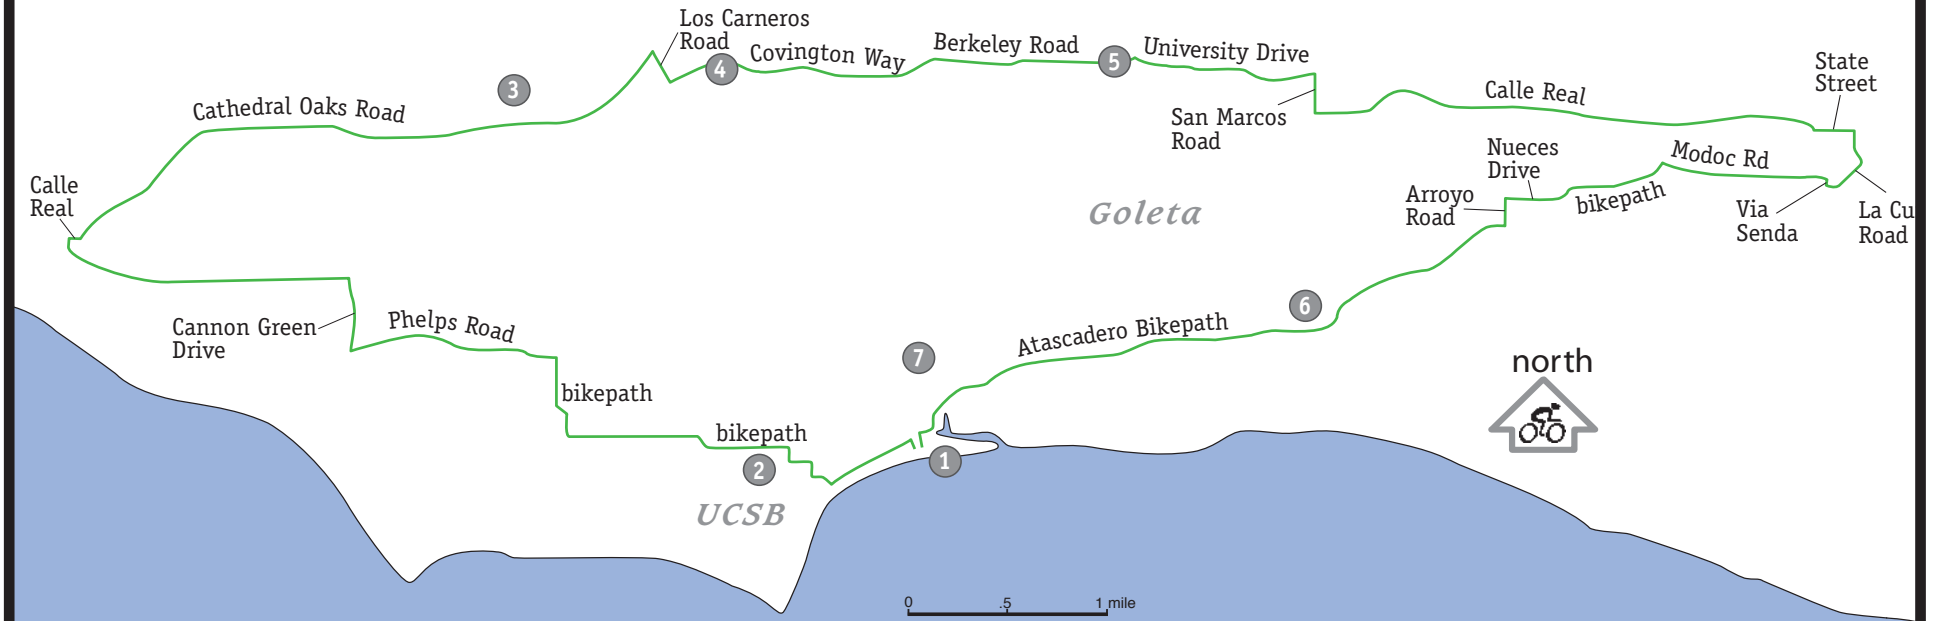 Los Carneros
Road
4
Covington Way
Berkeley Road
5
University Drive
State
Street
3
Cathedral Oaks Road
San Marcos
Road
Calle Real
Nueces
Drive
Modoc Rd
Calle
Real
Arroyo
Road
bikepath
Via
Senda
La Cu
Road
Goleta
6
Cannon Green
Drive
Phelps Road
Atascadero Bikepath
7
north
bikepath
bikepath
2
1
UCSB
0 .5 1 mile